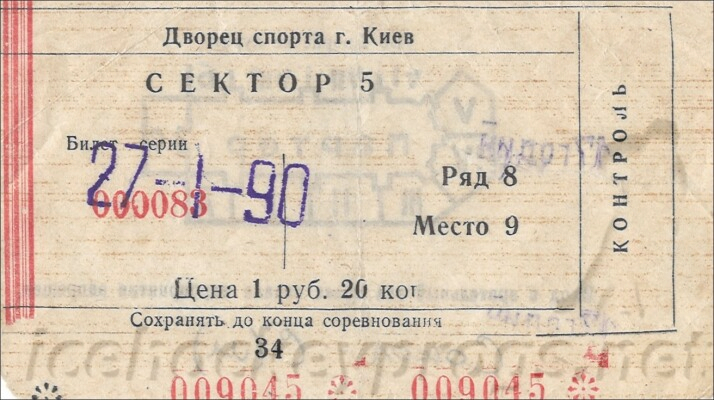 Дворец спорта г. Киев
СЕКТОР 5
Билет серии
27-1-90
000083
Ряд 8
Место 9
КОНТРОЛЬ
Цена 1 руб. 20 коп
Сохранять до конца соревнования
34
009045 009045